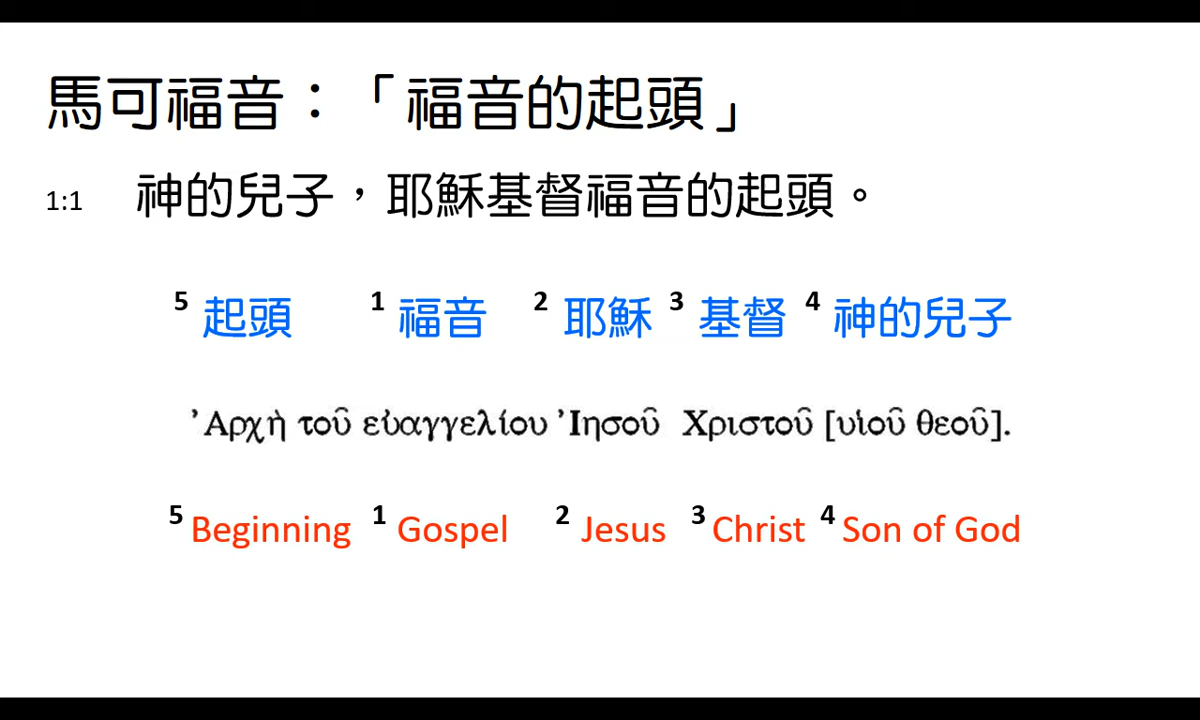 馬可福音：「福音的起頭」
1:1 神的兒子，耶穌基督福音的起頭。
5 起頭 1 福音 2 耶穌 3 基督 4 神的兒子
Ἀρχὴ τοῦ εὐαγγελίου Ἰησοῦ Χριστοῦ [υἱοῦ θεοῦ].
5 Beginning 1 Gospel 2 Jesus 3 Christ 4 Son of God